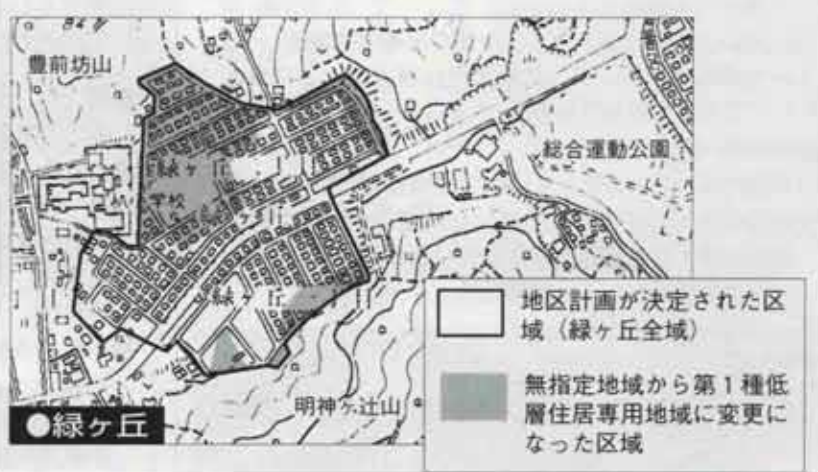 豊前坊山
総合運動公園
緑ヶ丘
学校
緑ヶ丘
明神ヶ辻山
●緑ヶ丘
地区計画が決定された区
域（緑ヶ丘全域）
無指定地域から第１種低
層住居専用地域に変更に
なった区域